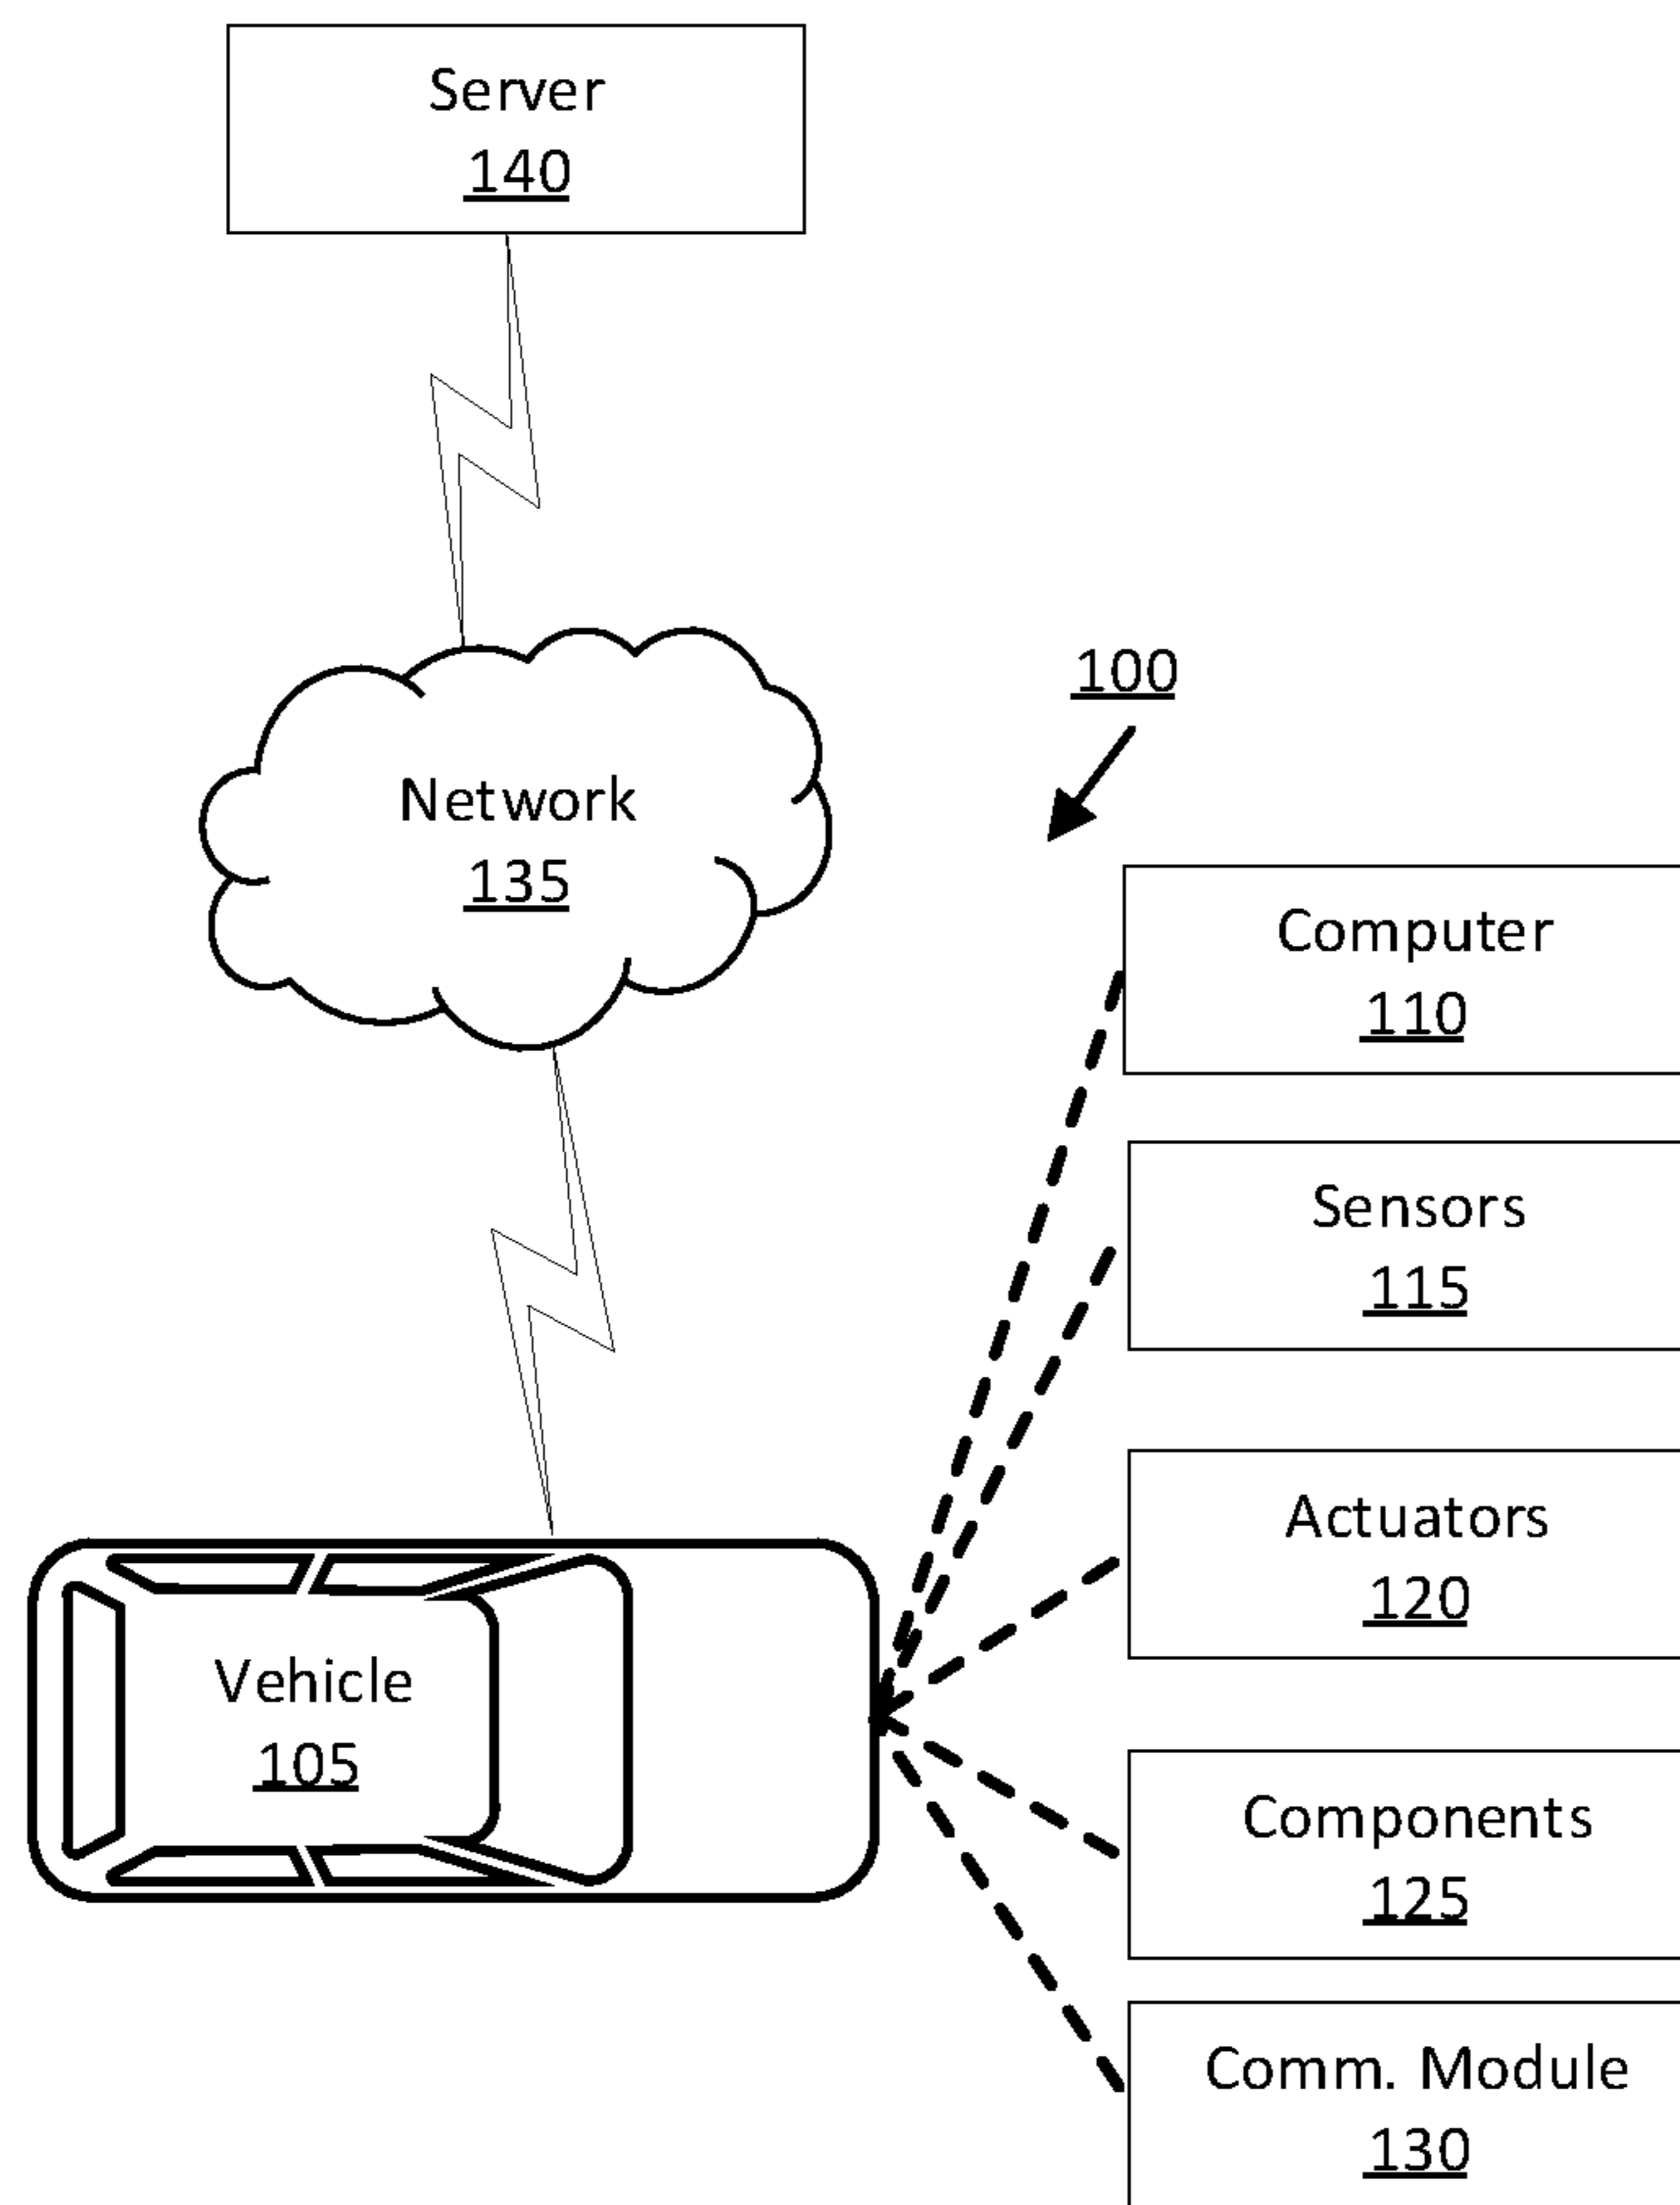 Server
140
Network
135
100
Computer
110
Sensors
115
Actuators
120
Vehicle
105
Components
125
Comm. Module
130